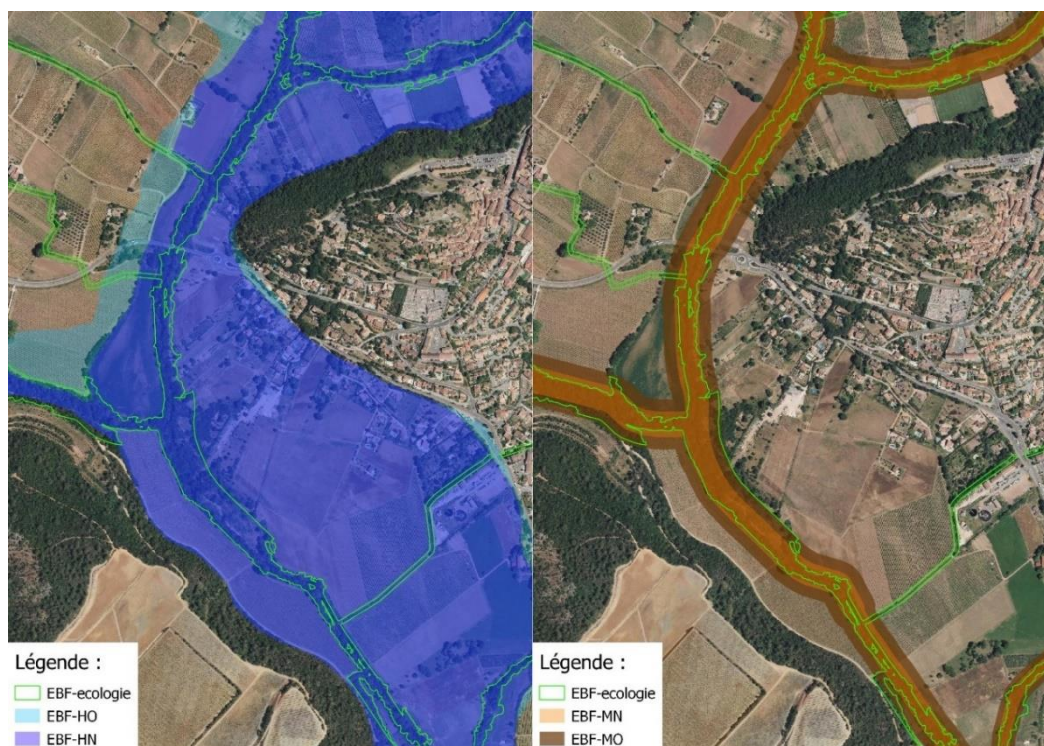 Légende :
EBF-ecologie
EBF-HO
EBF-HN
Légende :
EBF-ecologie
EBF-MN
EBF-MO